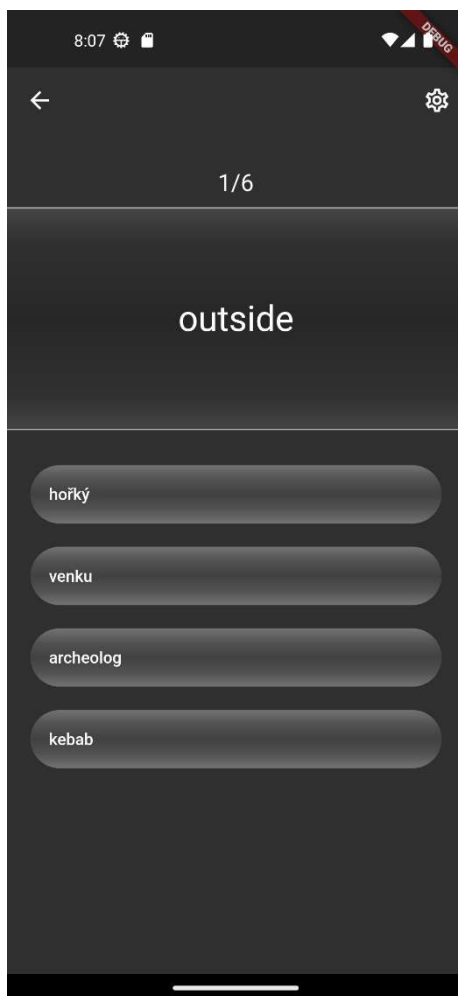 8:07
DEBUG
1/6
outside
hořký
venku
archeolog
kebab